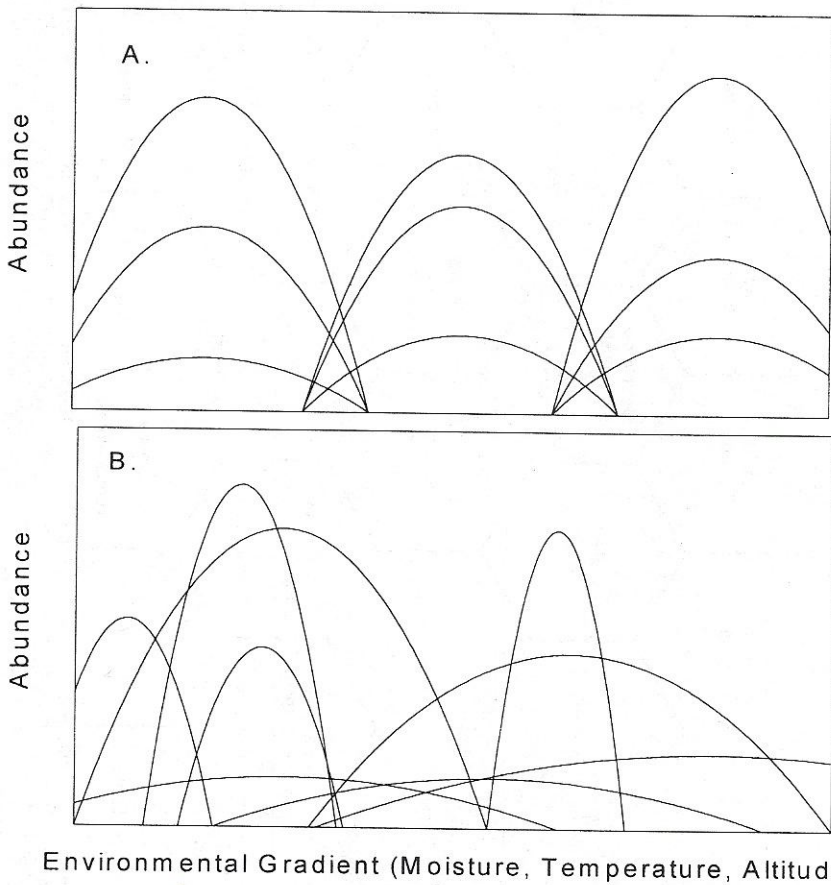 A.
Abundance
B.
Abundance
Environmental Gradient (Moisture, Temperature, Altitud